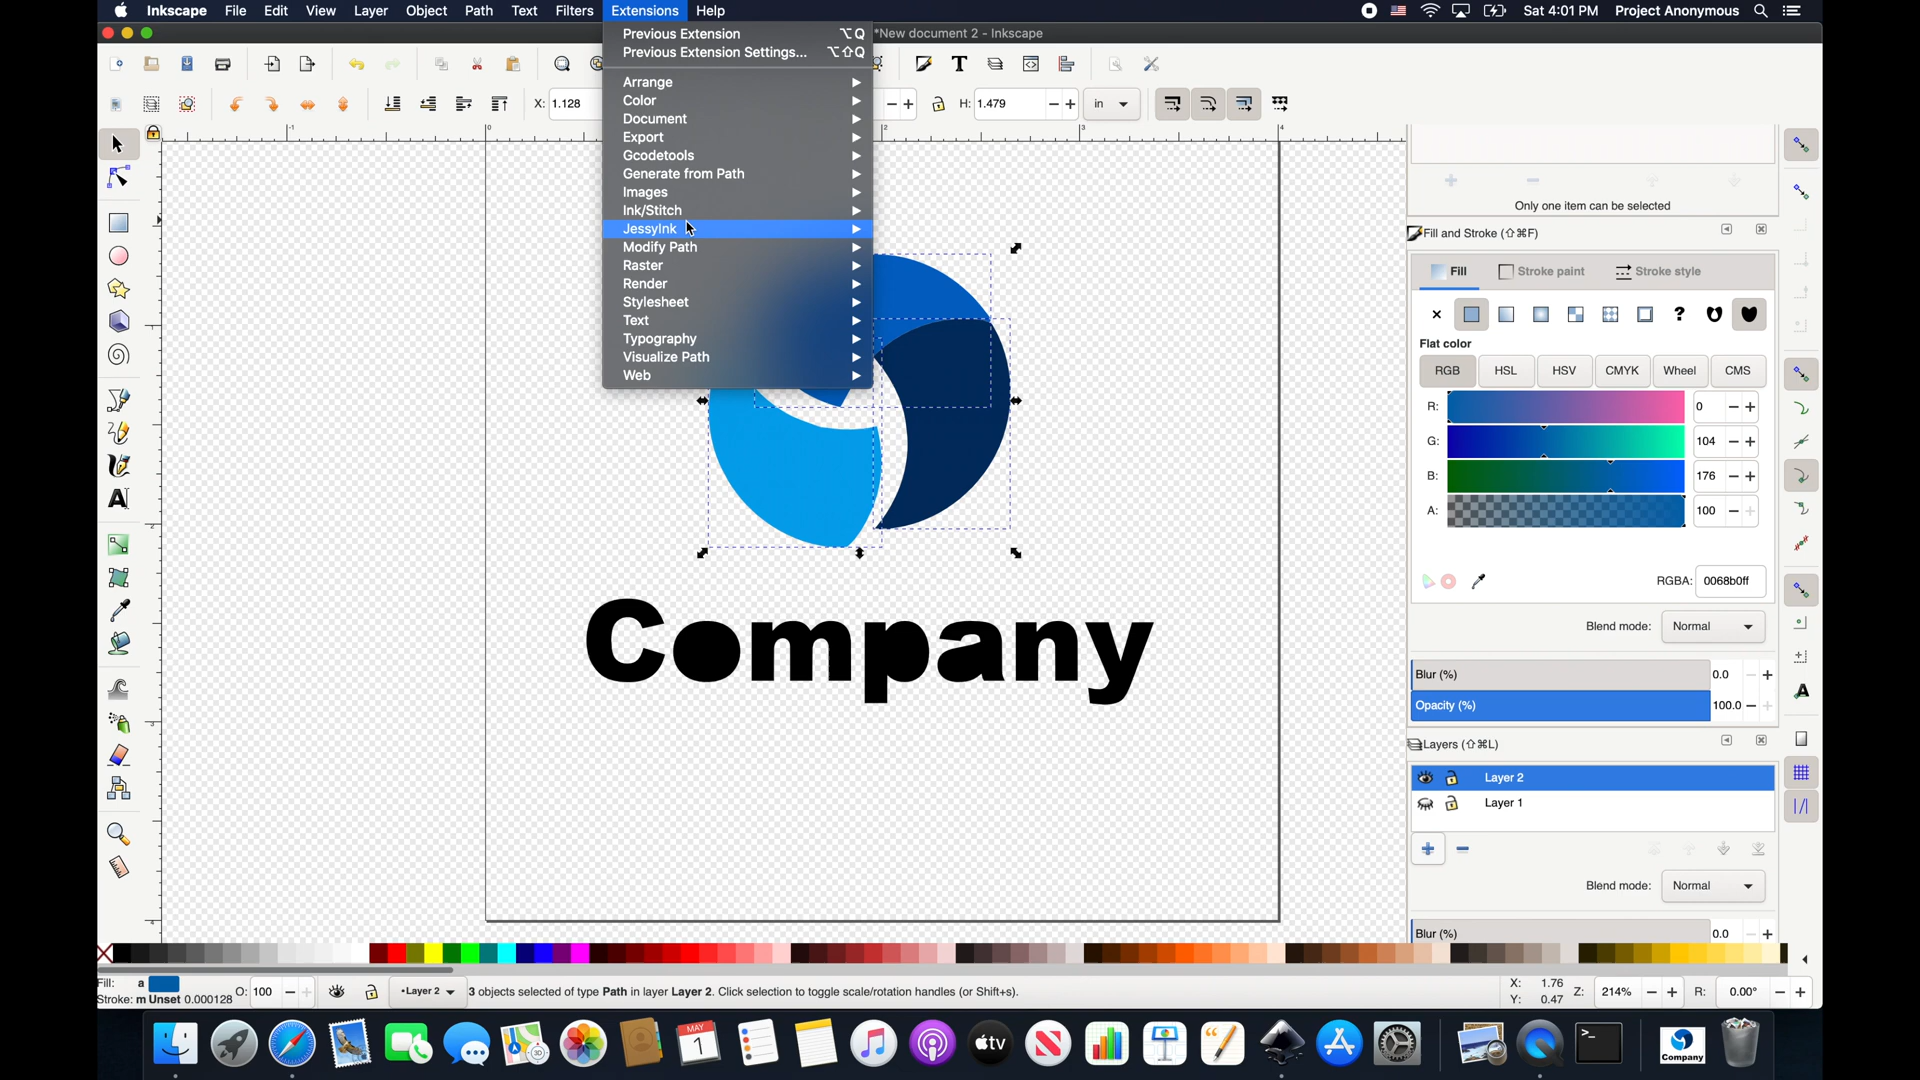 Inkscape File Edit View Layer Object Path Text Filters Extensions Help
Sat 4:01 PM Project Anonymous
*New document 2 - Inkscape
Previous Extension ⌥Q
Previous Extension Settings... ⌥⇧Q
Arrange
Color
Document
Export
Gcodetools
Generate from Path
Images
Ink/Stitch
JessyInk
Modify Path
Raster
Render
Stylesheet
Text
Typography
Visualize Path
Web
X: 1.128
H: 1.479
in
Only one item can be selected
Fill and Stroke (⇧⌘F)
Fill Stroke paint Stroke style
Flat color
RGB HSL HSV CMYK Wheel CMS
R: 0
G: 104
B: 176
A: 100
RGBA: 0068b0ff
Blend mode: Normal
Blur (%) 0.0
Opacity (%) 100.0
Layers (⇧⌘L)
Layer 2
Layer 1
Blend mode: Normal
Blur (%) 0.0
Company
Fill: a
Stroke: m Unset 0.000128
O: 100
•Layer 2
3 objects selected of type Path in layer Layer 2. Click selection to toggle scale/rotation handles (or Shift+s).
X: 1.76
Y: 0.47
Z: 214%
R: 0.00°
MAY
1
tv
Company